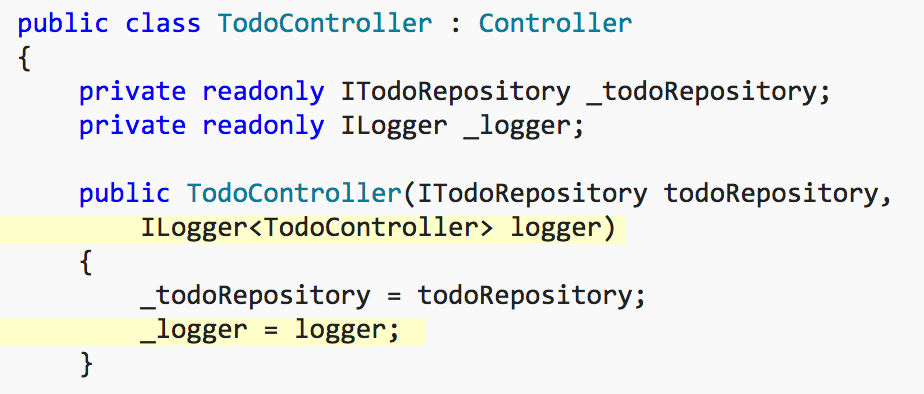 public class TodoController : Controller
{
    private readonly ITodoRepository _todoRepository;
    private readonly ILogger _logger;

    public TodoController(ITodoRepository todoRepository,
        ILogger<TodoController> logger)
    {
        _todoRepository = todoRepository;
        _logger = logger;
    }